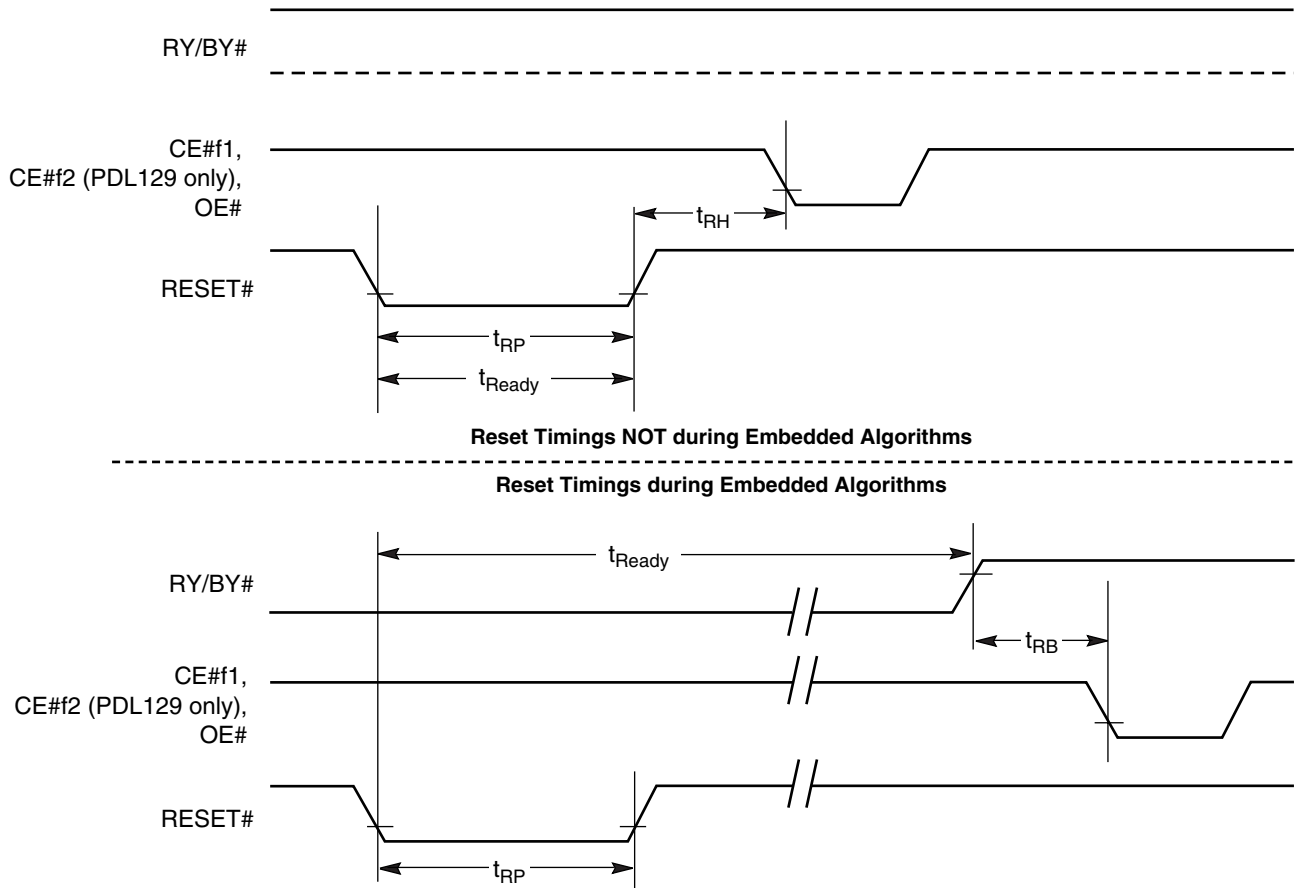 RY/BY#
CE#f1,
CE#f2 (PDL129 only),
OE#
tRH
RESET#
tRP
tReady
Reset Timings NOT during Embedded Algorithms
Reset Timings during Embedded Algorithms
tReady
RY/BY#
tRB
CE#f1,
CE#f2 (PDL129 only),
OE#
RESET#
tRP